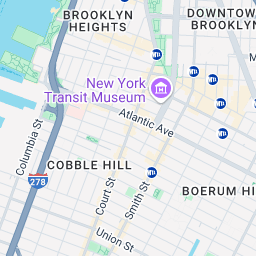 BROOKLYN
HEIGHTS
DOWNTOWN
BROOKLYN
New York
Transit Museum
Atlantic Ave
Columbia St
COBBLE HILL
278
Court St
Smith St
BOERUM HI
Union St